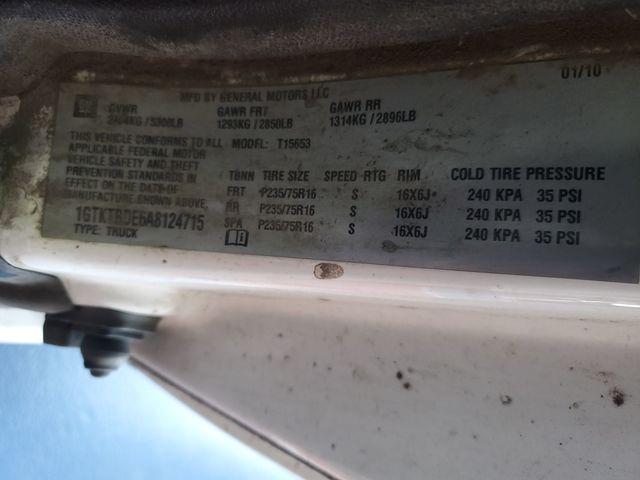 01/10
MFD BY GENERAL MOTORS LLC
GM GVWR GAWR FRT GAWR RR
2404KG / 5300LB 1293KG / 2850LB 1314KG / 2896LB
THIS VEHICLE CONFORMS TO ALL MODEL: T15653
APPLICABLE FEDERAL MOTOR
VEHICLE SAFETY AND THEFT
PREVENTION STANDARDS IN
EFFECT ON THE DATE OF
MANUFACTURE SHOWN ABOVE.
TYPE: TRUCK
TIRE SIZE SPEED RTG RIM COLD TIRE PRESSURE
FRT P235/75R16 S 16X6J 240 KPA 35 PSI
RR P235/75R16 S 16X6J 240 KPA 35 PSI
SPA P235/75R16 S 16X6J 240 KPA 35 PSI